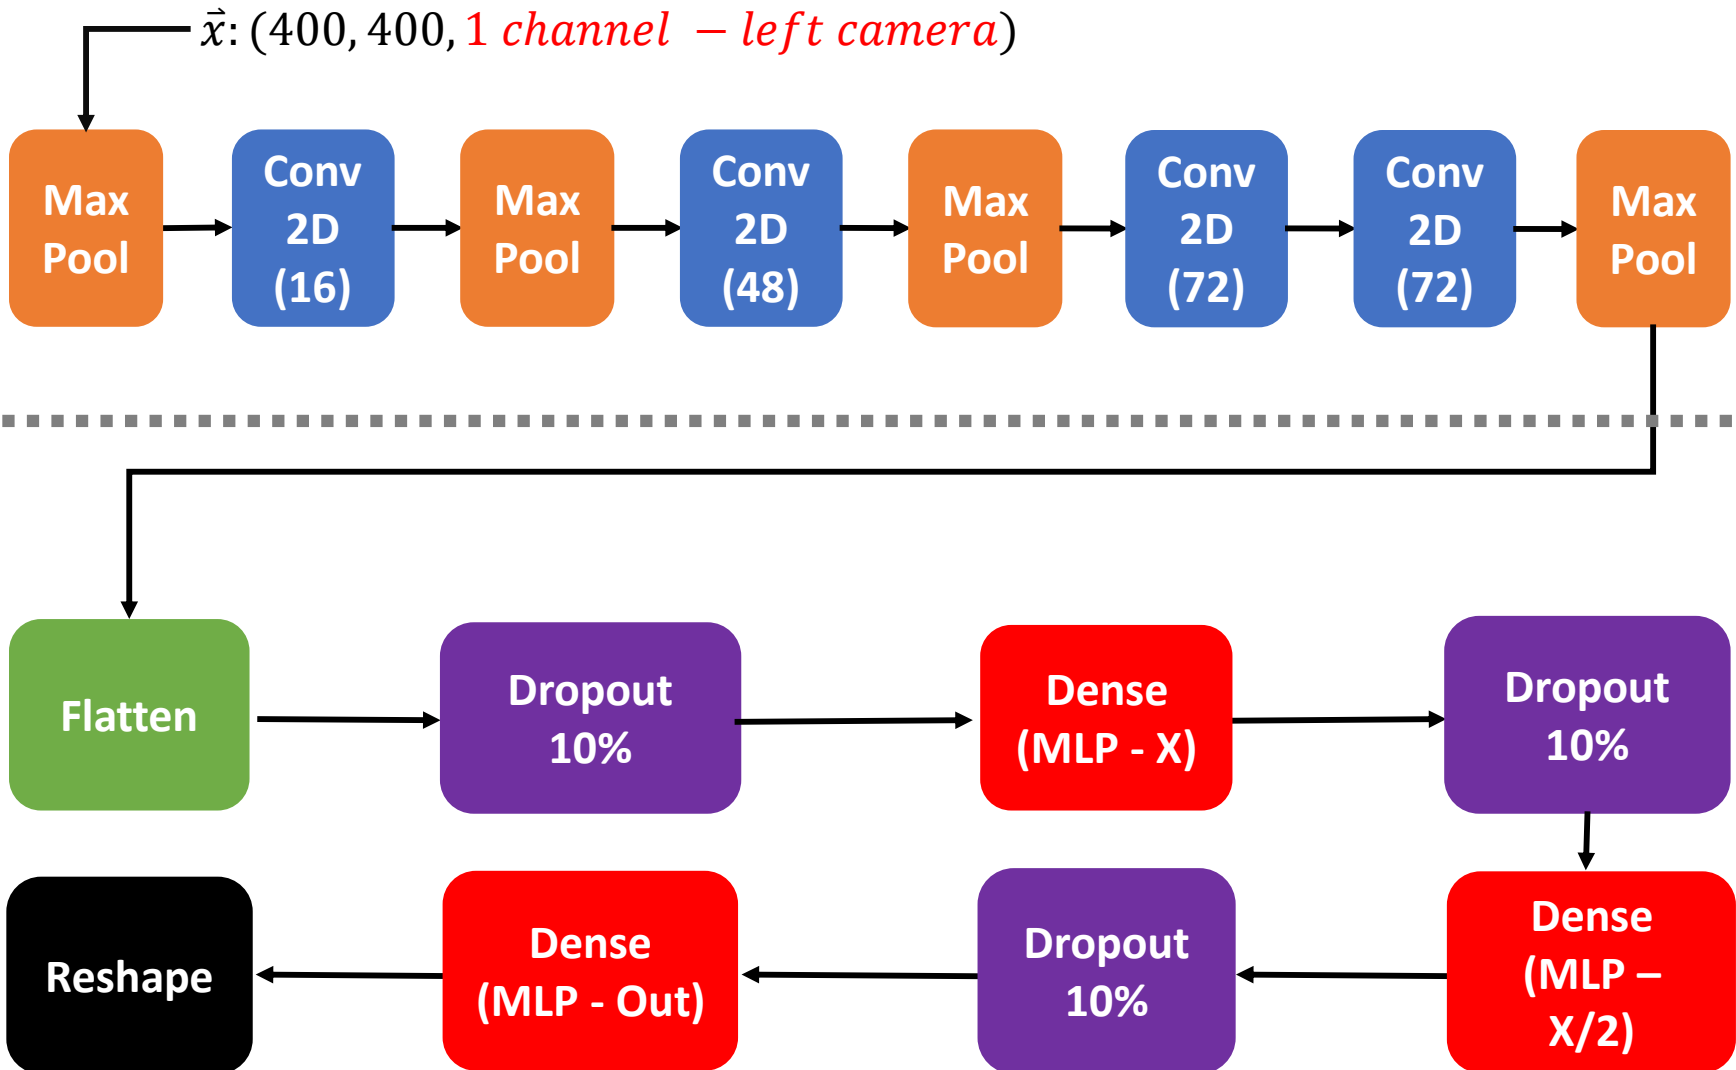 x⃗: (400, 400, 1 channel − left camera)
Max
Pool
Conv
2D
(16)
Max
Pool
Conv
2D
(48)
Max
Pool
Conv
2D
(72)
Conv
2D
(72)
Max
Pool
Flatten
Dropout
10%
Dense
(MLP - X)
Dropout
10%
Reshape
Dense
(MLP - Out)
Dropout
10%
Dense
(MLP –
X/2)